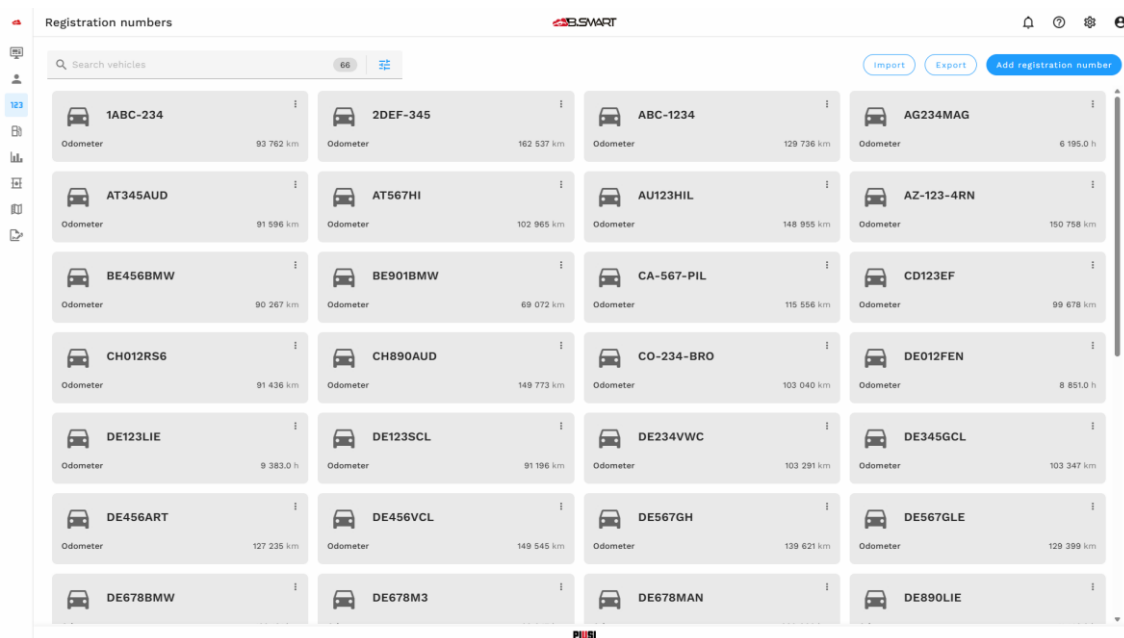 Registration numbers
B.SMART
123
Search vehicles 66
Import Export Add registration number
1ABC-234 2DEF-345 ABC-1234 AG234MAG
Odometer 93 762 km Odometer 162 537 km Odometer 129 736 km Odometer 6 195.0 h
AT345AUD AT567HI AU123HIL AZ-123-4RN
Odometer 91 596 km Odometer 102 965 km Odometer 148 955 km Odometer 150 758 km
BE456BMW BE901BMW CA-567-PIL CD123EF
Odometer 90 267 km Odometer 69 072 km Odometer 115 556 km Odometer 99 678 km
CH012RS6 CH890AUD CO-234-BRO DE012FEN
Odometer 91 436 km Odometer 149 773 km Odometer 103 040 km Odometer 8 851.0 h
DE123LIE DE123SCL DE234VWC DE345GCL
Odometer 9 383.0 h Odometer 91 196 km Odometer 103 291 km Odometer 103 347 km
DE456ART DE456VCL DE567GH DE567GLE
Odometer 127 235 km Odometer 149 545 km Odometer 139 621 km Odometer 129 399 km
DE678BMW DE678M3 DE678MAN DE890LIE
PIUSI